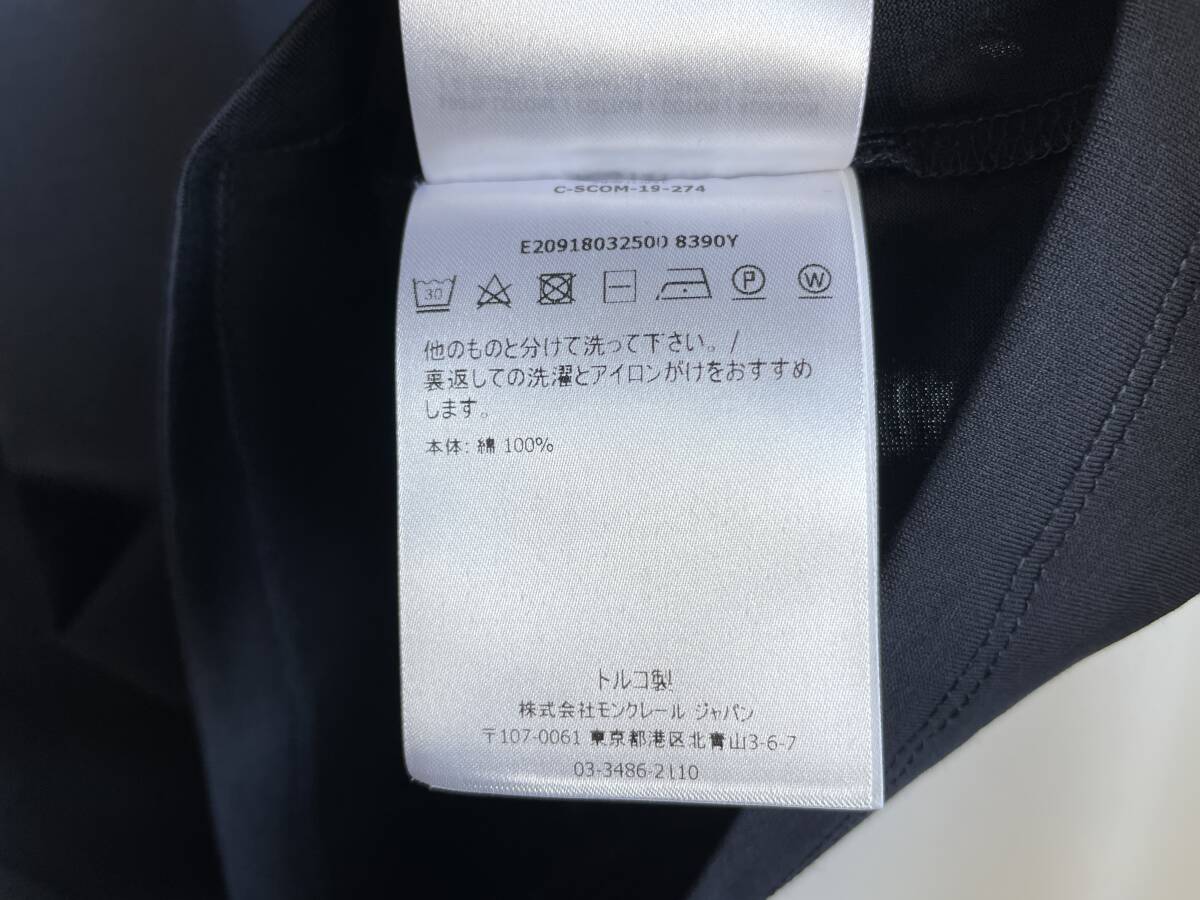 C-SCOM-19-274
E20918032500 8390Y
30 P W
他のものと分けて洗って下さい。/
裏返しての洗濯とアイロンがけをおすすめ
します。
本体: 綿 100%
トルコ製
株式会社モンクレール ジャパン
〒107-0061 東京都港区北青山3-6-7
03-3486-2110